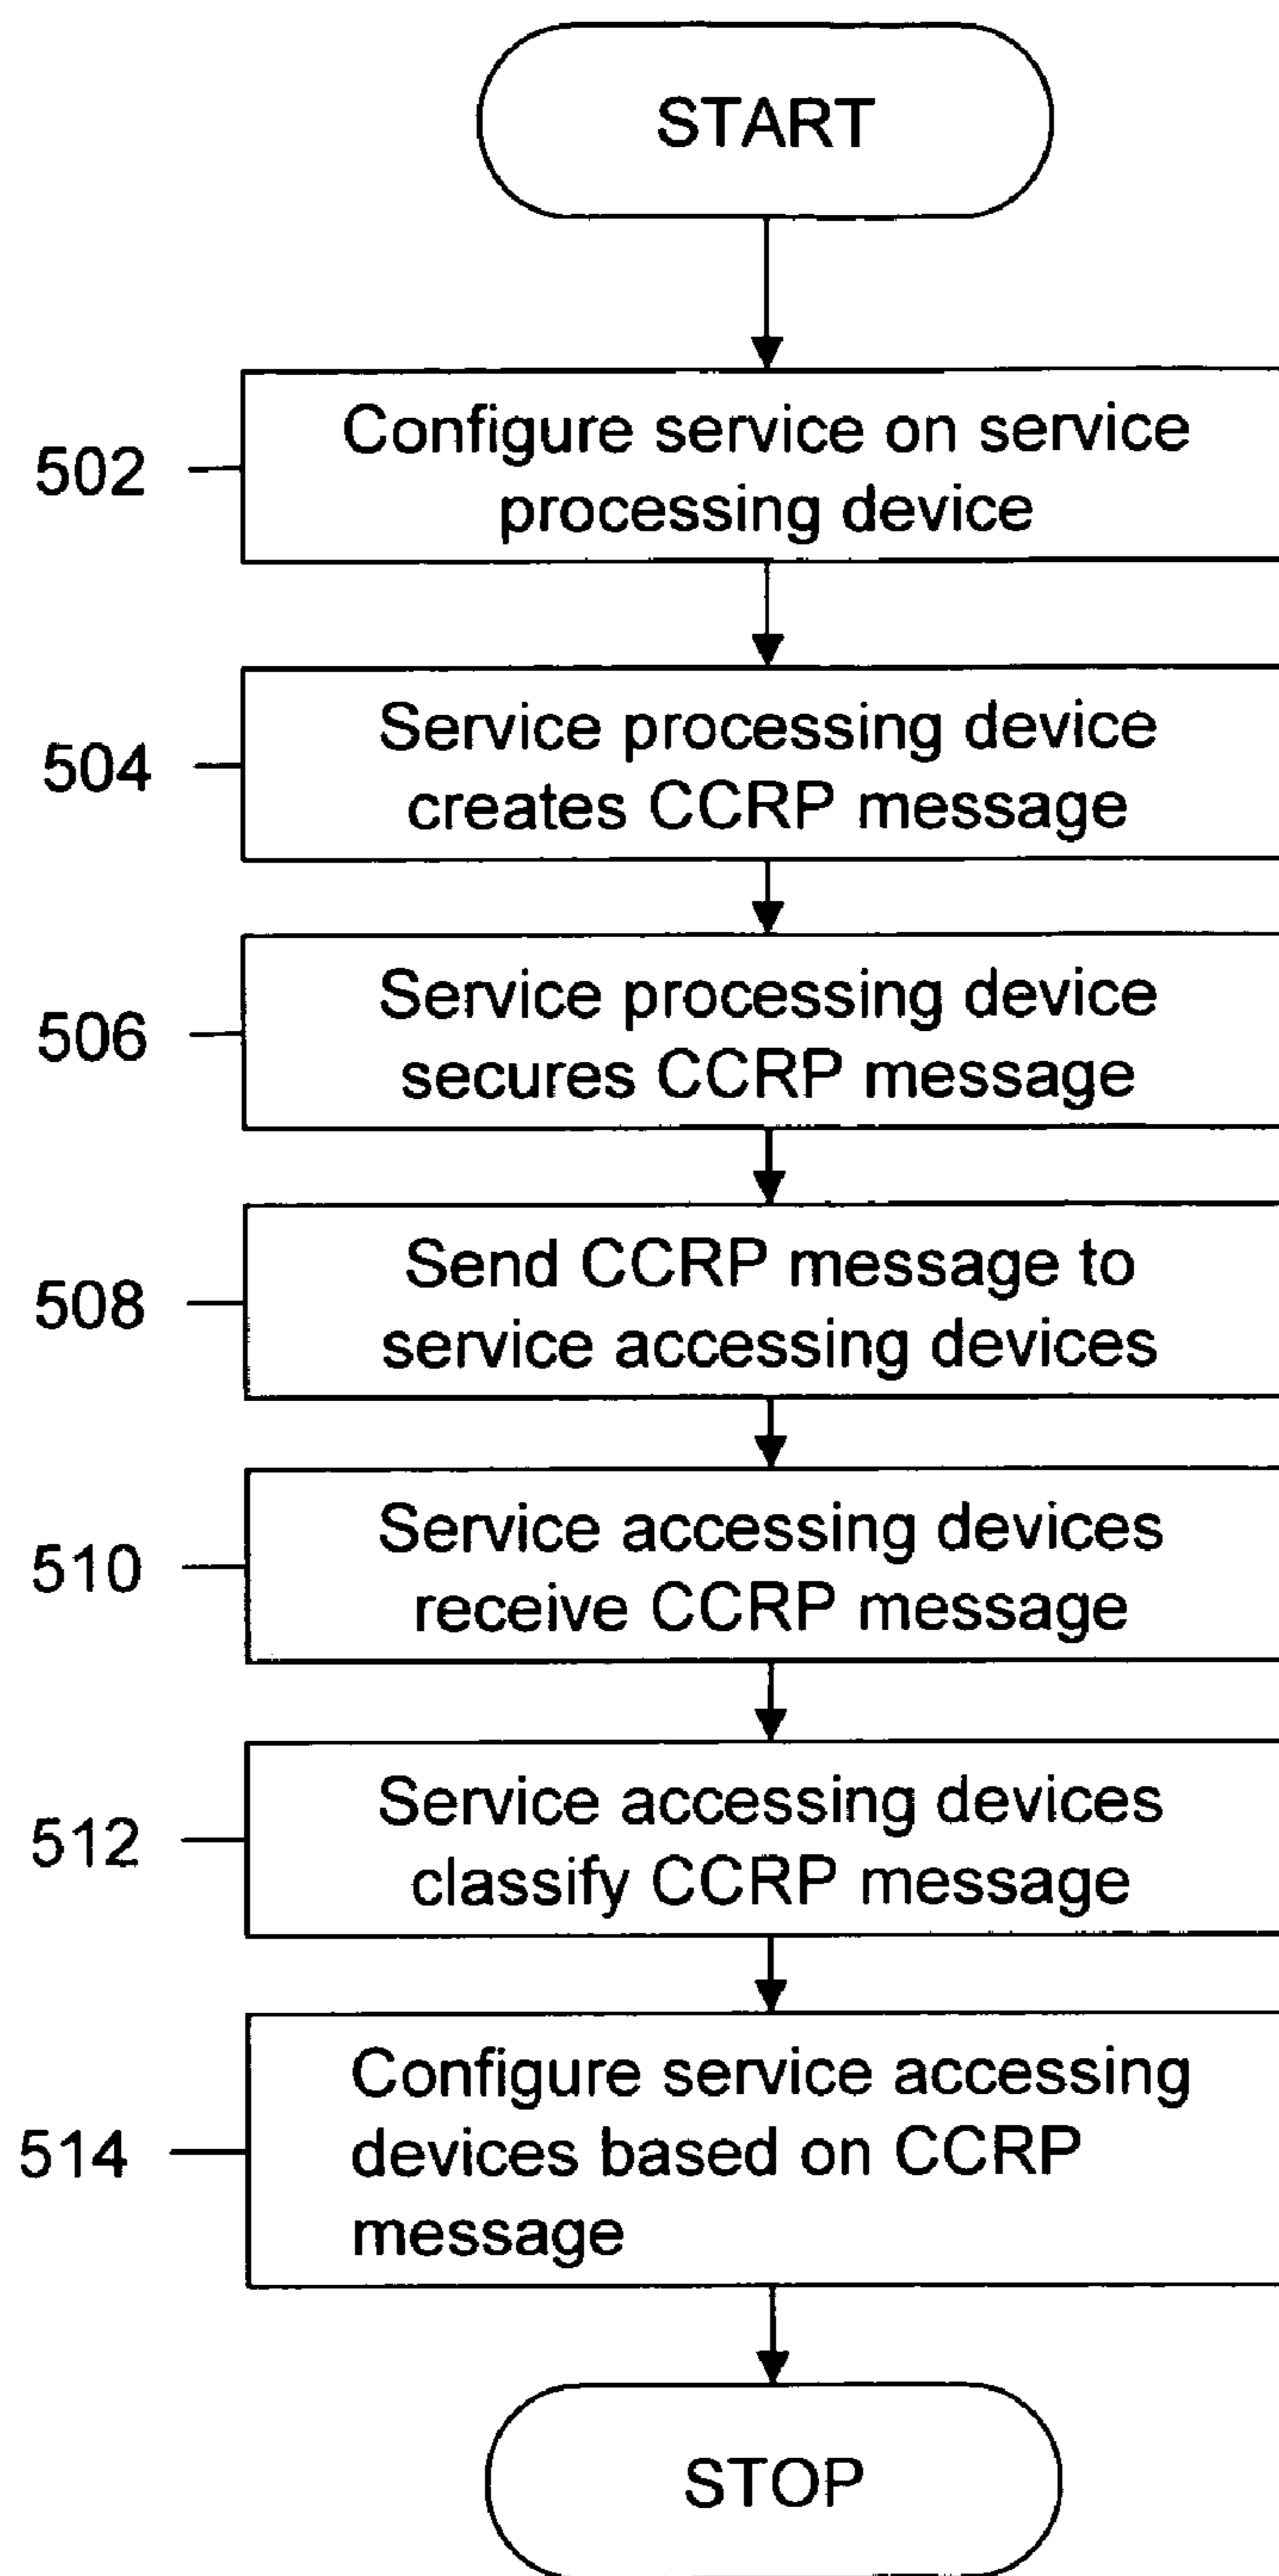 START
502
Configure service on service
processing device
504
Service processing device
creates CCRP message
506
Service processing device
secures CCRP message
508
Send CCRP message to
service accessing devices
510
Service accessing devices
receive CCRP message
512
Service accessing devices
classify CCRP message
514
Configure service accessing
devices based on CCRP
message
STOP